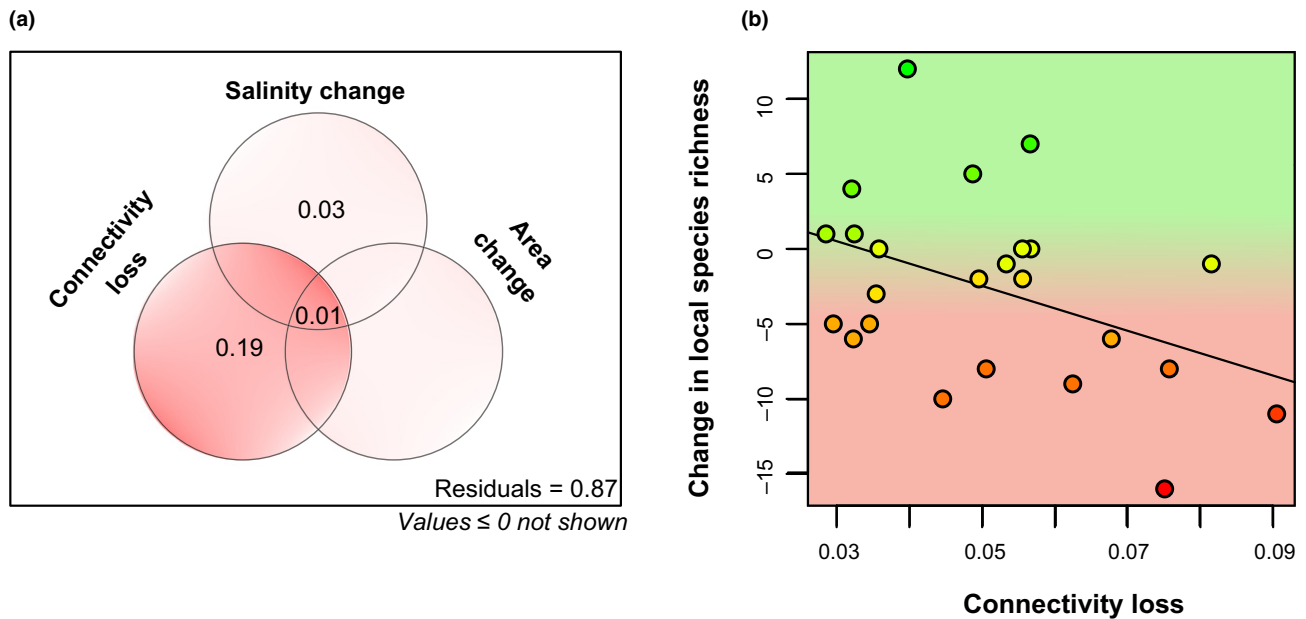 (a)
Salinity change
Connectivity
loss
Area
change
0.03
0.01
0.19
Residuals = 0.87
Values ≤ 0 not shown
(b)
Change in local species richness
10
5
0
−5
−10
−15
0.03
0.05
0.07
0.09
Connectivity loss